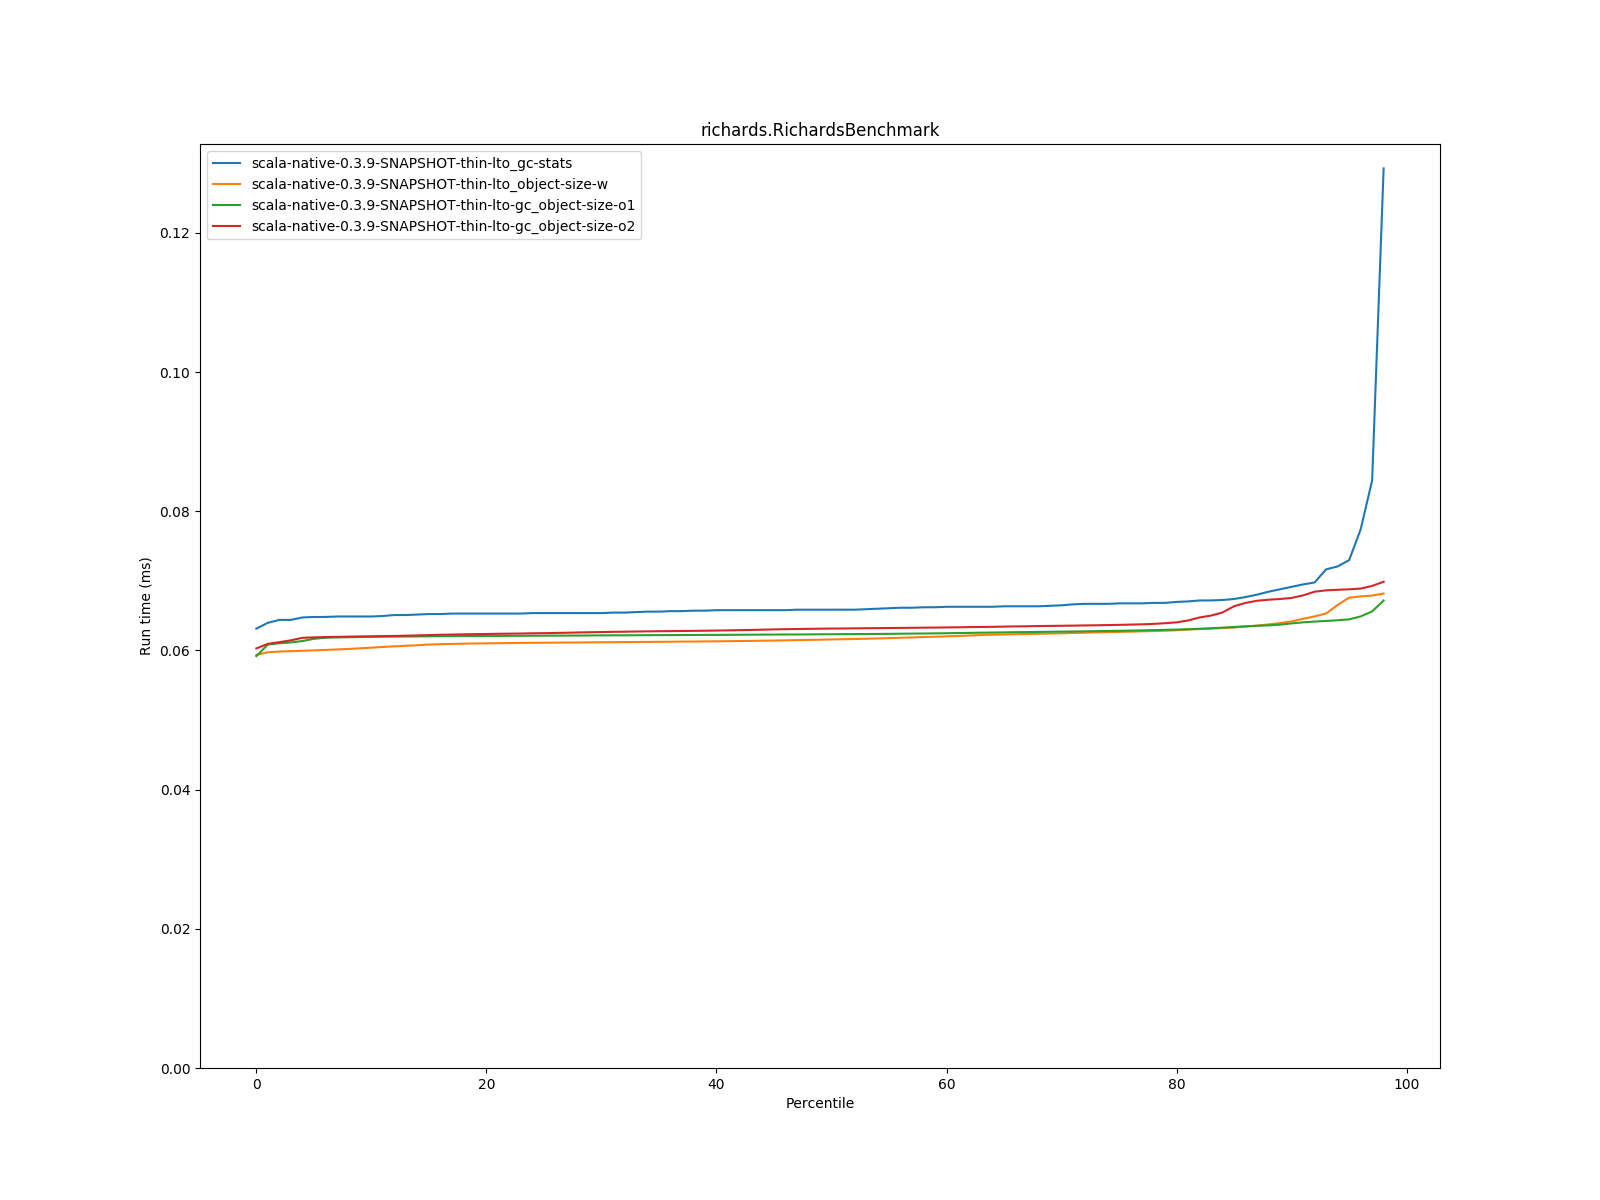 richards.RichardsBenchmark
scala-native-0.3.9-SNAPSHOT-thin-lto_gc-stats
scala-native-0.3.9-SNAPSHOT-thin-lto_object-size-w
scala-native-0.3.9-SNAPSHOT-thin-lto-gc_object-size-o1
scala-native-0.3.9-SNAPSHOT-thin-lto-gc_object-size-o2
0.12
0.10
0.08
0.06
0.04
0.02
0.00
Run time (ms)
0 20 40 60 80 100
Percentile